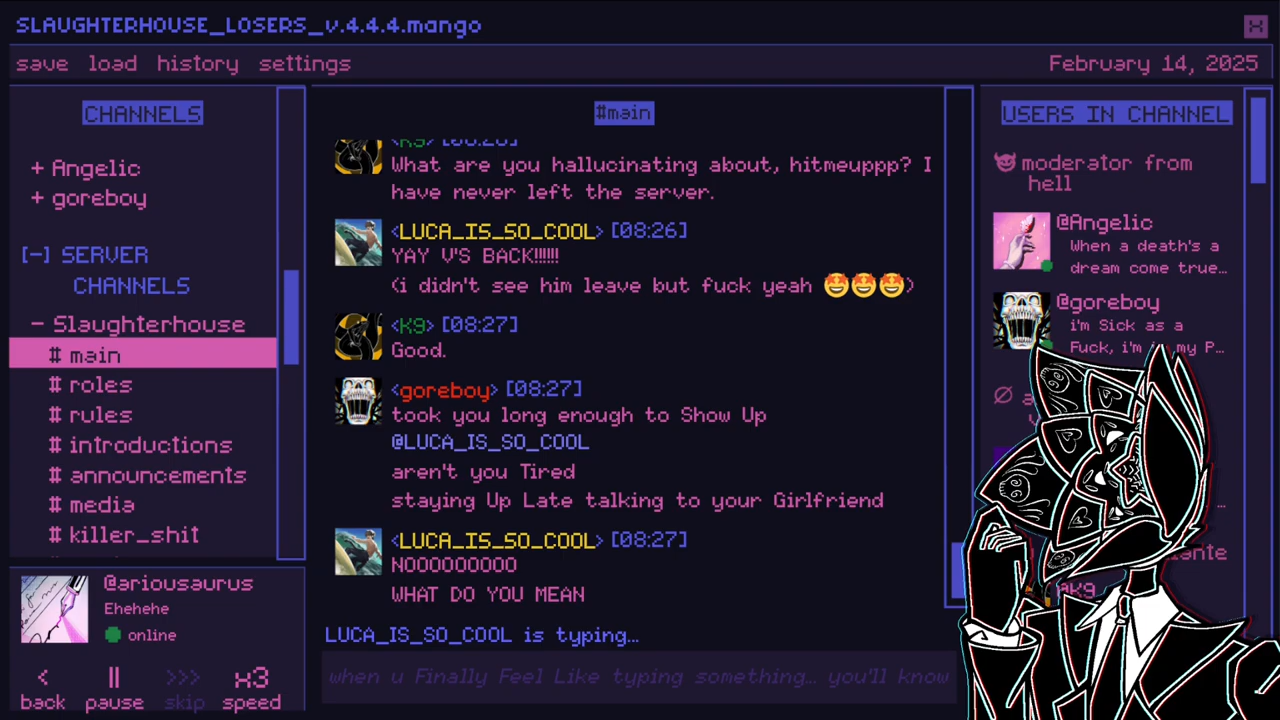 SLAUGHTERHOUSE_LOSERS_v.4.4.4.mango
X
save load history settings
February 14, 2025
CHANNELS
+ Angelic
+ goreboy
[-] SERVER
CHANNELS
- Slaughterhouse
# main
# roles
# rules
# introductions
# announcements
# media
# killer_shit
@ariousaurus
Ehehehe
online
< || >>> x3
back pause skip speed
#main
What are you hallucinating about, hitmeuppp? I
have never left the server.
<LUCA_IS_SO_COOL> [08:26]
YAY V'S BACK!!!!!!
(i didn't see him leave but fuck yeah 🤩🤩🤩)
<K9> [08:27]
Good.
<goreboy> [08:27]
took you long enough to Show Up
@LUCA_IS_SO_COOL
aren't you Tired
staying Up Late talking to your Girlfriend
<LUCA_IS_SO_COOL> [08:27]
NOOOOOOOOO
WHAT DO YOU MEAN
LUCA_IS_SO_COOL is typing...
when u Finally Feel Like typing something... you'll know
USERS IN CHANNEL
😈 moderator from
hell
@Angelic
When a death's a
dream come true...
@goreboy
i'm Sick as a
Fuck, i'm in my P...